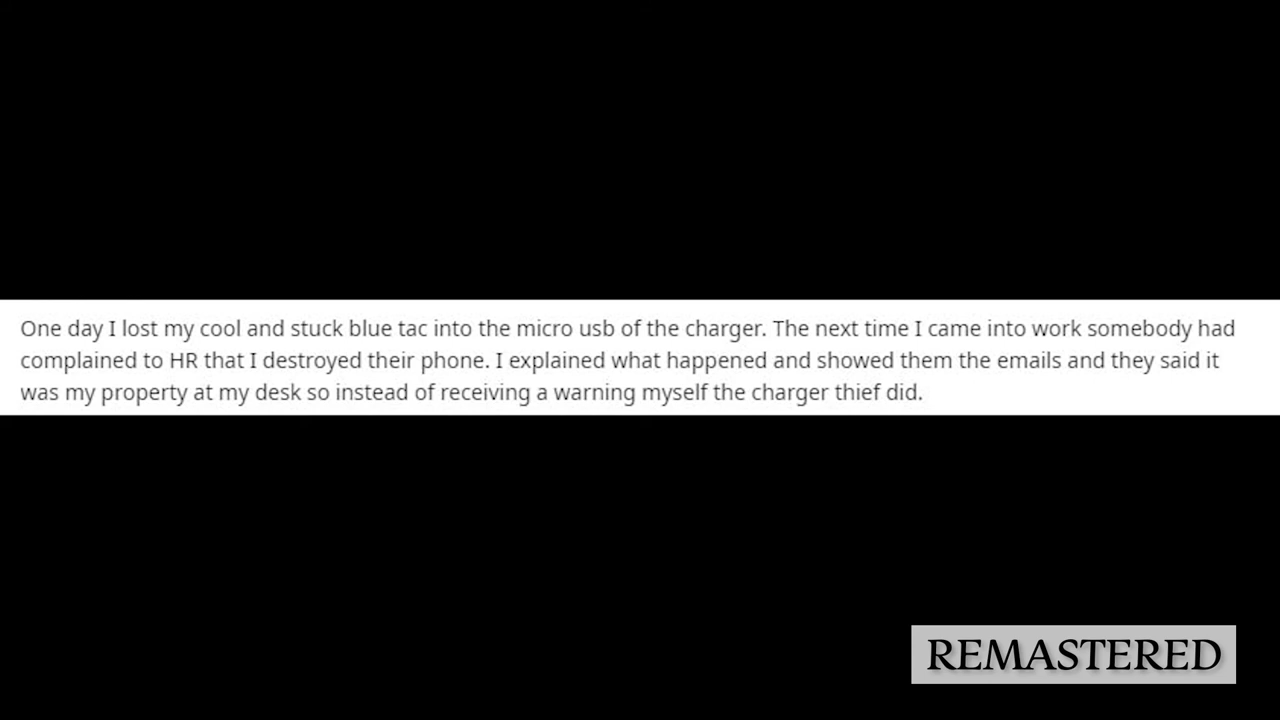 One day I lost my cool and stuck blue tac into the micro usb of the charger. The next time I came into work somebody had
complained to HR that I destroyed their phone. I explained what happened and showed them the emails and they said it
was my property at my desk so instead of receiving a warning myself the charger thief did.
REMASTERED